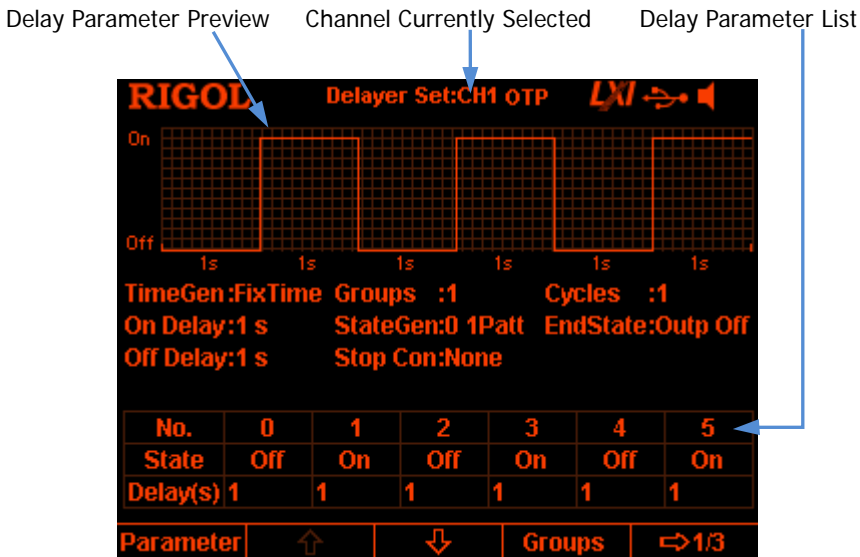 Delay Parameter Preview Channel Currently Selected Delay Parameter List
RIGOL Delayer Set:CH1 OTP LXI
On
Off
1s 1s 1s 1s 1s 1s
TimeGen:FixTime Groups :1 Cycles :1
On Delay:1 s StateGen:0 1Patt EndState:Outp Off
Off Delay:1 s Stop Con:None
No. 0 1 2 3 4 5
State Off On Off On Off On
Delay(s) 1 1 1 1 1 1
Parameter Groups 1/3